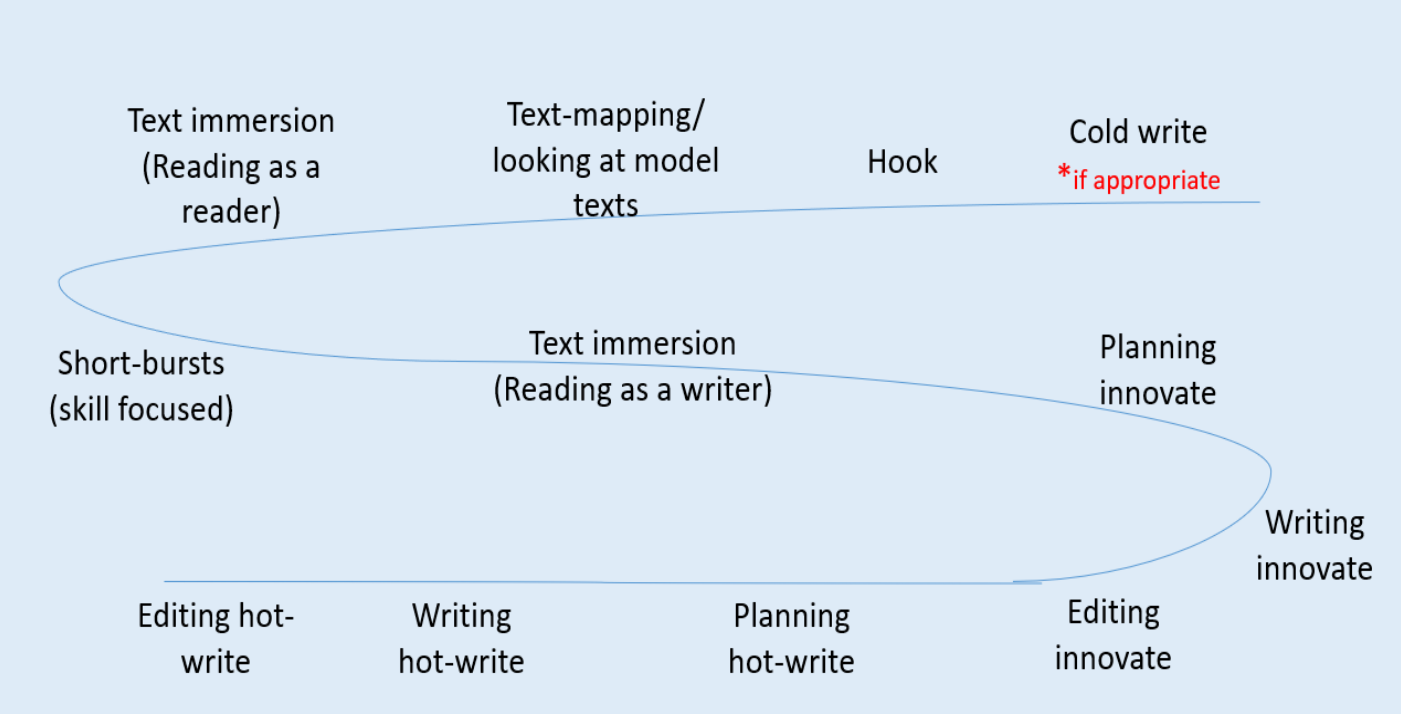 Text immersion
(Reading as a
reader)
Text-mapping/
looking at model
texts
Hook
Cold write
*if appropriate
Short-bursts
(skill focused)
Text immersion
(Reading as a writer)
Planning
innovate
Writing
innovate
Editing hot-
write
Writing
hot-write
Planning
hot-write
Editing
innovate